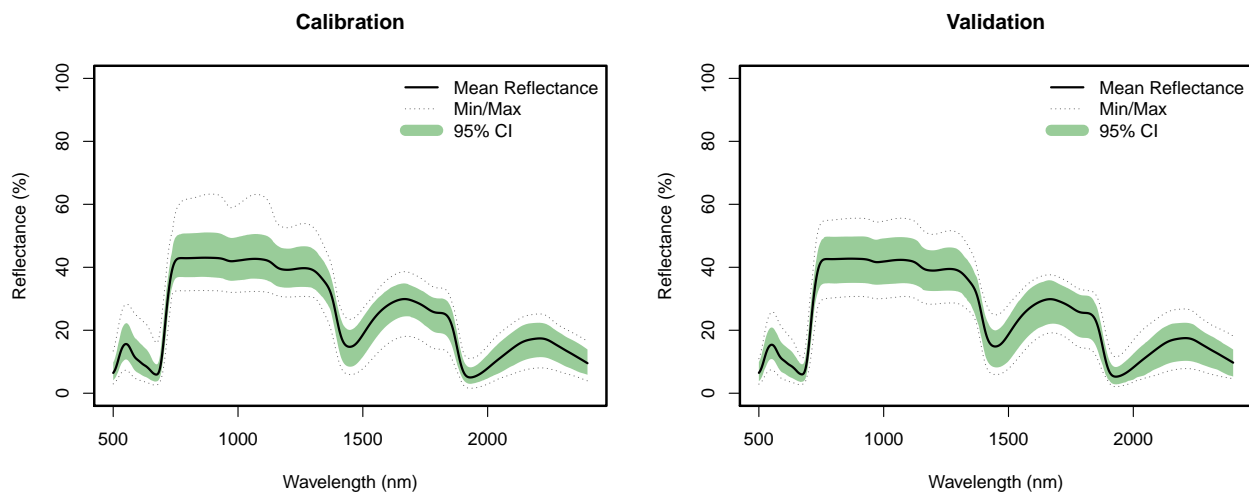 Calibration
Reflectance (%)
100
80
60
40
20
0
Mean Reflectance
Min/Max
95% CI
500
1000
1500
2000
Wavelength (nm)
Validation
Reflectance (%)
100
80
60
40
20
0
Mean Reflectance
Min/Max
95% CI
500
1000
1500
2000
Wavelength (nm)